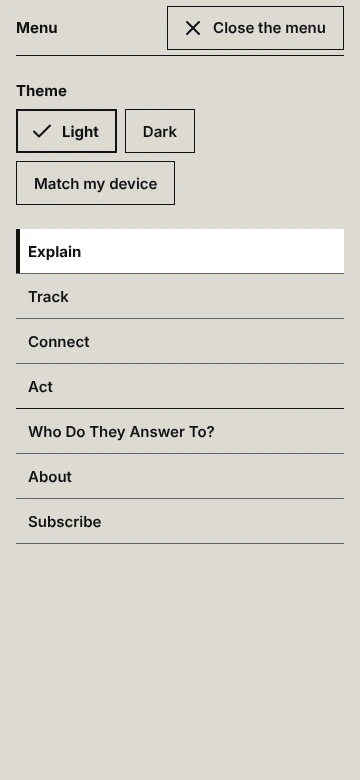 Menu
Close the menu
Theme
Light
Dark
Match my device
Explain
Track
Connect
Act
Who Do They Answer To?
About
Subscribe